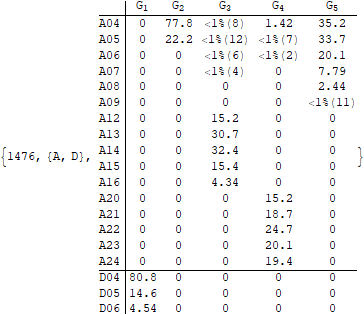 G1 G2 G3 G4 G5
A04 0 77.8 <1%(8) 1.42 35.2
A05 0 22.2 <1%(12) <1%(7) 33.7
A06 0 0 <1%(6) <1%(2) 20.1
A07 0 0 <1%(4) 0 7.79
A08 0 0 0 0 2.44
A09 0 0 0 0 <1%(11)
A12 0 0 15.2 0 0
A13 0 0 30.7 0 0
{1476, {A, D}, A14 0 0 32.4 0 0 }
A15 0 0 15.4 0 0
A16 0 0 4.34 0 0
A20 0 0 0 15.2 0
A21 0 0 0 18.7 0
A22 0 0 0 24.7 0
A23 0 0 0 20.1 0
A24 0 0 0 19.4 0
D04 80.8 0 0 0 0
D05 14.6 0 0 0 0
D06 4.54 0 0 0 0